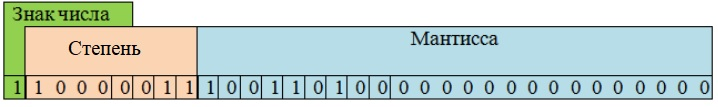 Знак числа
Степень Мантисса
1 1 0 0 0 0 0 1 1 1 0 0 1 1 0 1 0 0 0 0 0 0 0 0 0 0 0 0 0 0 0 0